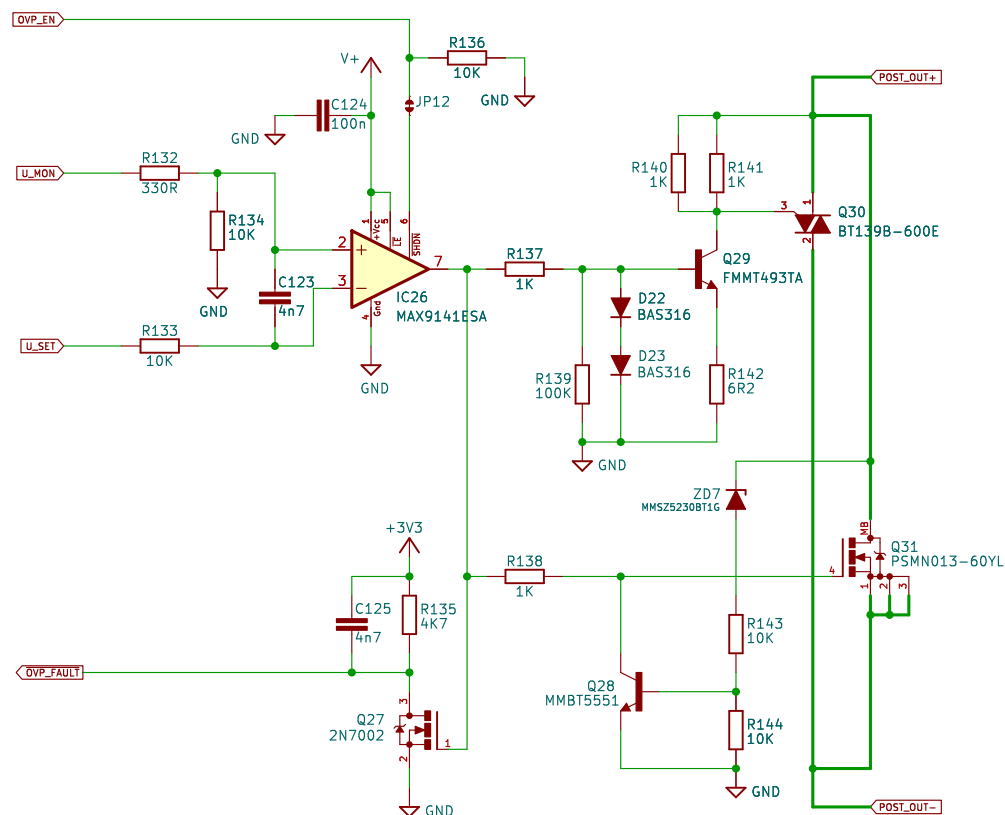 OVP_EN
R136
10K
GND
V+
JP12
C124
100n
GND
POST_OUT+
U_MON
R132
330R
R134
10K
GND
R140
1K
R141
1K
3
1
2
Q30
BT139B-600E
1
+Vcc
5
LE
6
SHDN
2
+
3
−
7
4
Gnd
IC26
MAX9141ESA
GND
C123
4n7
U_SET
R133
10K
R137
1K
Q29
FMMT493TA
D22
BAS316
D23
BAS316
R139
100K
R142
6R2
GND
ZD7
MMSZ5230BT1G
+3V3
C125
4n7
R135
4K7
R138
1K
MB
4
Q31
PSMN013-60YL
1
2
3
R143
10K
OVP_FAULT
Q28
MMBT5551
R144
10K
GND
Q27
2N7002
3
1
2
GND
POST_OUT-